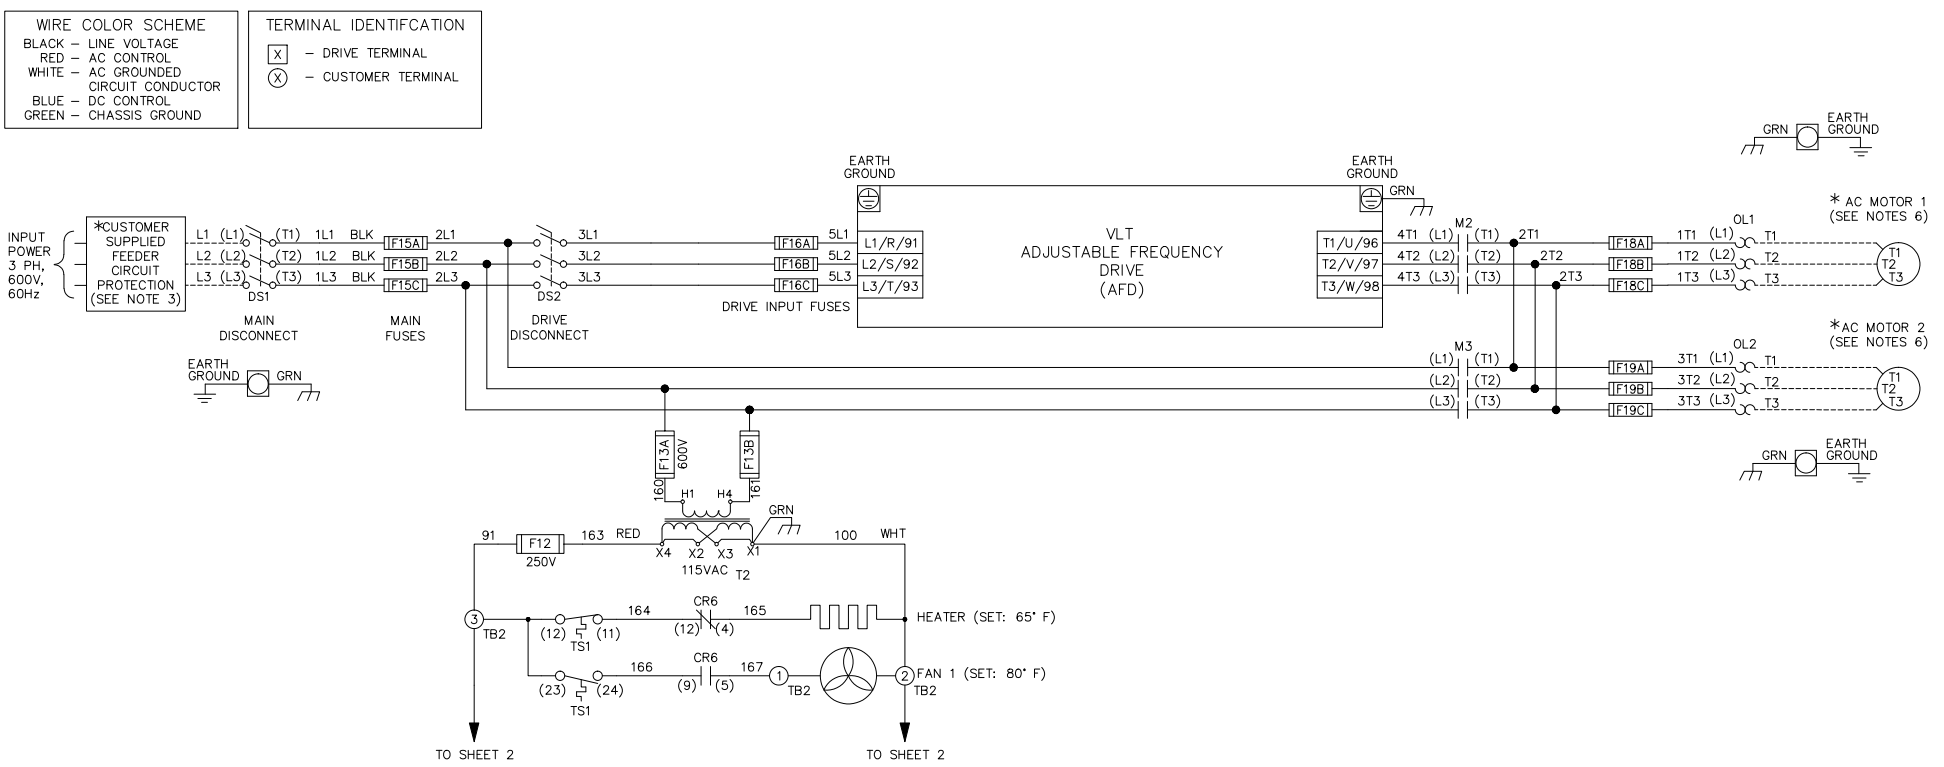 WIRE COLOR SCHEME
BLACK – LINE VOLTAGE
RED – AC CONTROL
WHITE – AC GROUNDED
CIRCUIT CONDUCTOR
BLUE – DC CONTROL
GREEN – CHASSIS GROUND
TERMINAL IDENTIFCATION
X – DRIVE TERMINAL
X – CUSTOMER TERMINAL
INPUT
POWER
3 PH,
600V,
60Hz
*CUSTOMER
SUPPLIED
FEEDER
CIRCUIT
PROTECTION
(SEE NOTE 3)
L1 (L1) (T1) 1L1 BLK F15A 2L1
L2 (L2) (T2) 1L2 BLK F15B 2L2
L3 (L3) (T3) 1L3 BLK F15C 2L3
DS1
MAIN
DISCONNECT
MAIN
FUSES
EARTH
GROUND
GRN
3L1 F16A 5L1
3L2 F16B 5L2
3L3 F16C 5L3
DS2
DRIVE
DISCONNECT
DRIVE INPUT FUSES
EARTH
GROUND
L1/R/91
L2/S/92
L3/T/93
VLT
ADJUSTABLE FREQUENCY
DRIVE
(AFD)
EARTH
GROUND
GRN
T1/U/96
T2/V/97
T3/W/98
M2
4T1 (L1) (T1) 2T1 F18A 1T1 (L1) T1
4T2 (L2) (T2) 2T2 F18B 1T2 (L2) T2
4T3 (L3) (T3) 2T3 F18C 1T3 (L3) T3
OL1
GRN
EARTH
GROUND
* AC MOTOR 1
(SEE NOTES 6)
T1
T2
T3
M3
(L1) (T1) F19A 3T1 (L1) T1
(L2) (T2) F19B 3T2 (L2) T2
(L3) (T3) F19C 3T3 (L3) T3
OL2
*AC MOTOR 2
(SEE NOTES 6)
T1
T2
T3
GRN
EARTH
GROUND
F13A
600V
F13B
160
161
H1 H4
GRN
91 F12 163 RED
250V
X4 X2 X3 X1
100 WHT
115VAC T2
3
TB2
(12) (11) 164 CR6 165
TS1
(12) (4)
HEATER (SET: 65° F)
(23) (24) 166 CR6 167 1
TS1
(9) (5)
TB2
2
TB2
FAN 1 (SET: 80° F)
TO SHEET 2
TO SHEET 2